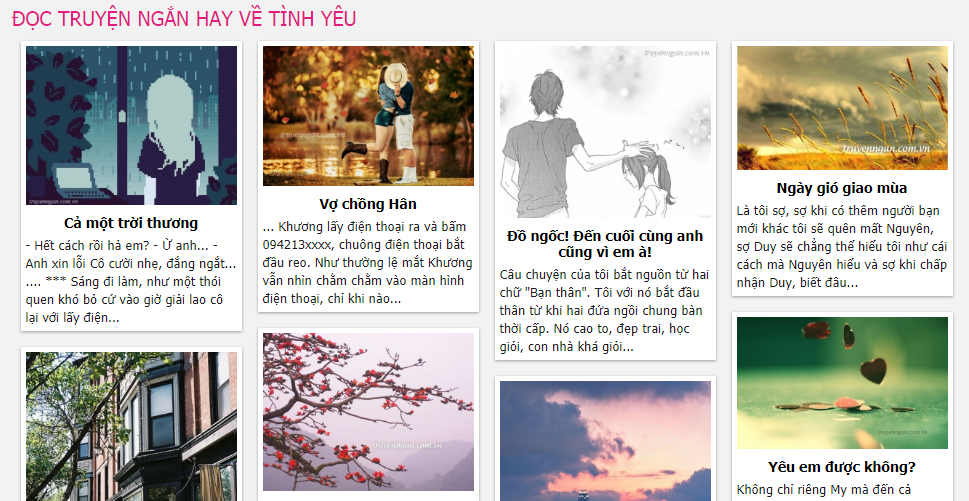 ĐỌC TRUYỆN NGẮN HAY VỀ TÌNH YÊU
truyenngan.com.vn
Cả một trời thương
- Hết cách rồi hả em? - Ừ anh... -
Anh xin lỗi Cô cười nhẹ, đắng ngắt...
.... *** Sáng đi làm, như một thói
quen khó bỏ cứ vào giờ giải lao cô
lại với lấy điện...
truyenngan.com.vn
Vợ chồng Hân
... Khương lấy điện thoại ra và bấm
094213xxxx, chuông điện thoại bắt
đầu reo. Như thường lệ mắt Khương
vẫn nhìn chằm chằm vào màn hình
điện thoại, chỉ khi nào...
truyenngan.com.vn
truyenngan.com.vn
Đồ ngốc! Đến cuối cùng anh
cũng vì em à!
Câu chuyện của tôi bắt nguồn từ hai
chữ "Bạn thân". Tôi với nó bắt đầu
thân từ khi hai đứa ngồi chung bàn
thời cấp. Nó cao to, đẹp trai, học
giỏi, con nhà khá giỏi...
truyenngan.com.vn
Ngày gió giao mùa
Là tôi sợ, sợ khi có thêm người bạn
mới khác tôi sẽ quên mất Nguyên,
sợ Duy sẽ chẳng thể hiểu tôi như cái
cách mà Nguyên hiểu và sợ khi chấp
nhận Duy, biết đâu...
truyenngan.com.vn
Yêu em được không?
Không chỉ riêng My mà đến cả